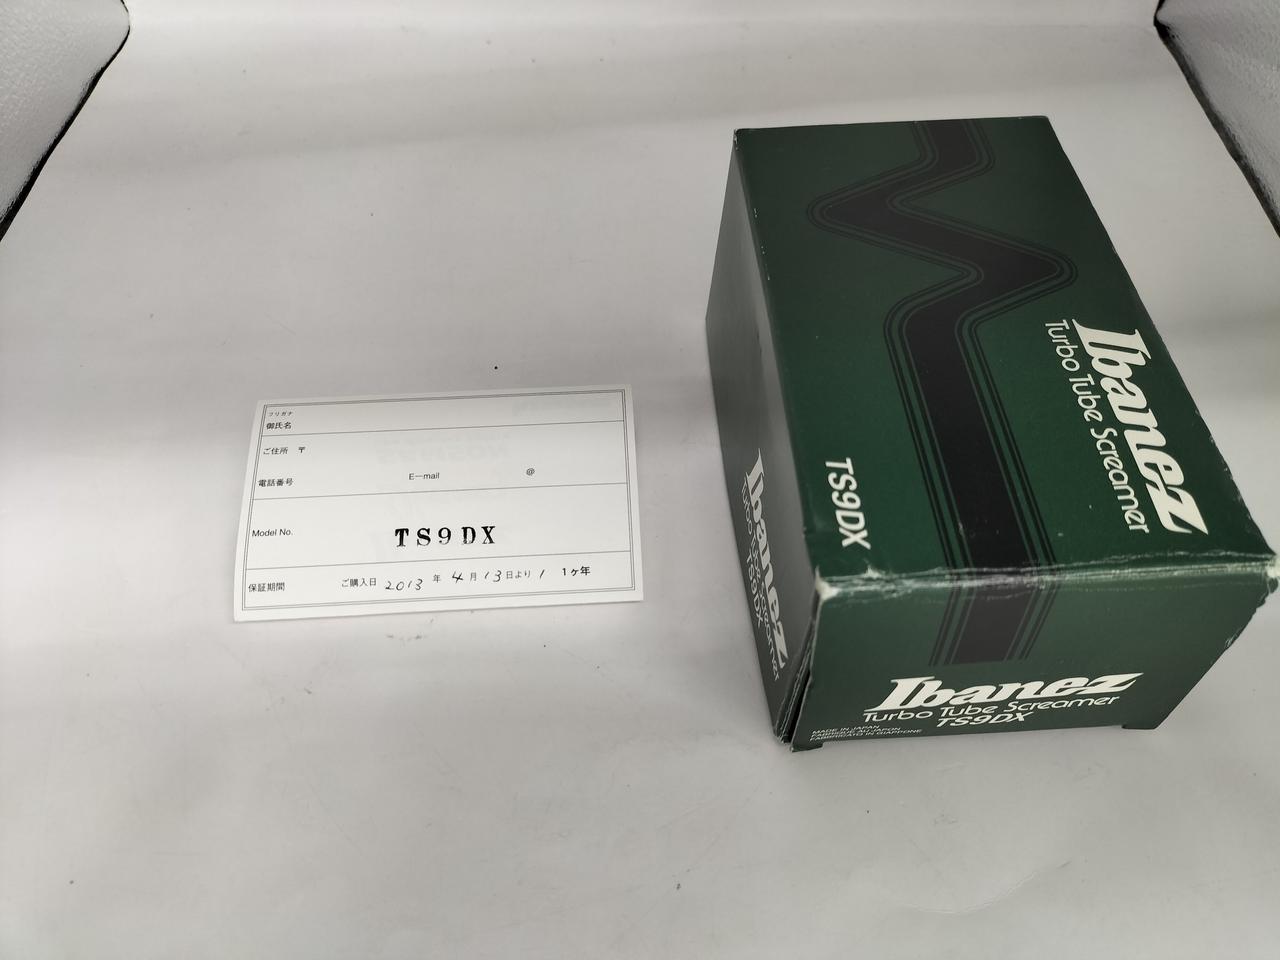 フリガナ
御氏名
ご住所 〒
電話番号 E-mail @
Model No. TS9DX
保証期間 ご購入日 2013 年 4 月 13 日より 1 1ヶ年
Ibanez
Turbo Tube Screamer
TS9DX
Ibanez
Turbo Tube Screamer
TS9DX
Ibanez
Turbo Tube Screamer
TS9DX
MADE IN JAPAN
FABRIQUE AU JAPON
FABBRICATO IN GIAPPONE